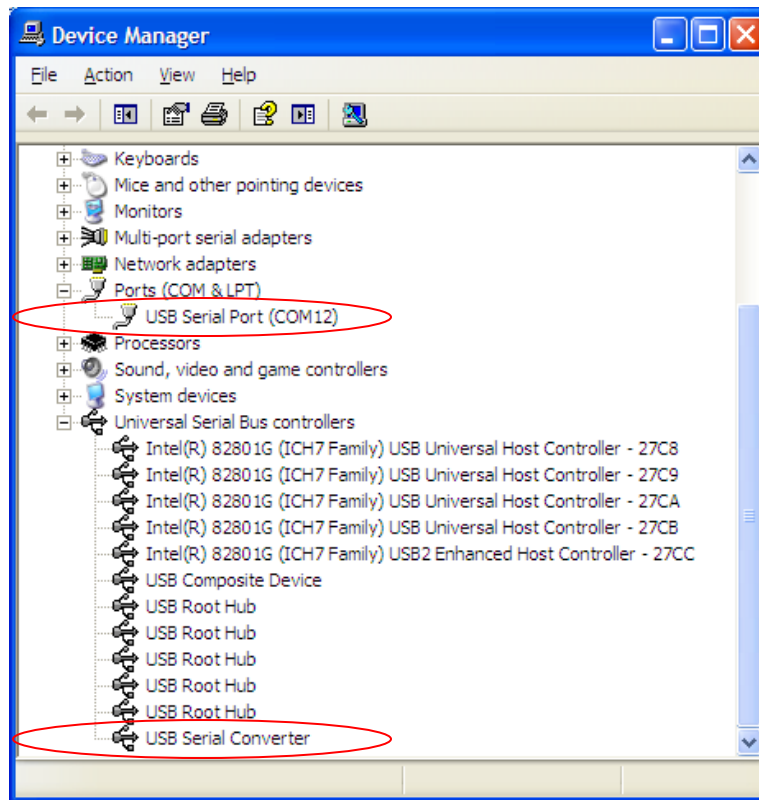 Device Manager
File Action View Help
Keyboards
Mice and other pointing devices
Monitors
Multi-port serial adapters
Network adapters
Ports (COM & LPT)
USB Serial Port (COM12)
Processors
Sound, video and game controllers
System devices
Universal Serial Bus controllers
Intel(R) 82801G (ICH7 Family) USB Universal Host Controller - 27C8
Intel(R) 82801G (ICH7 Family) USB Universal Host Controller - 27C9
Intel(R) 82801G (ICH7 Family) USB Universal Host Controller - 27CA
Intel(R) 82801G (ICH7 Family) USB Universal Host Controller - 27CB
Intel(R) 82801G (ICH7 Family) USB2 Enhanced Host Controller - 27CC
USB Composite Device
USB Root Hub
USB Root Hub
USB Root Hub
USB Root Hub
USB Root Hub
USB Serial Converter